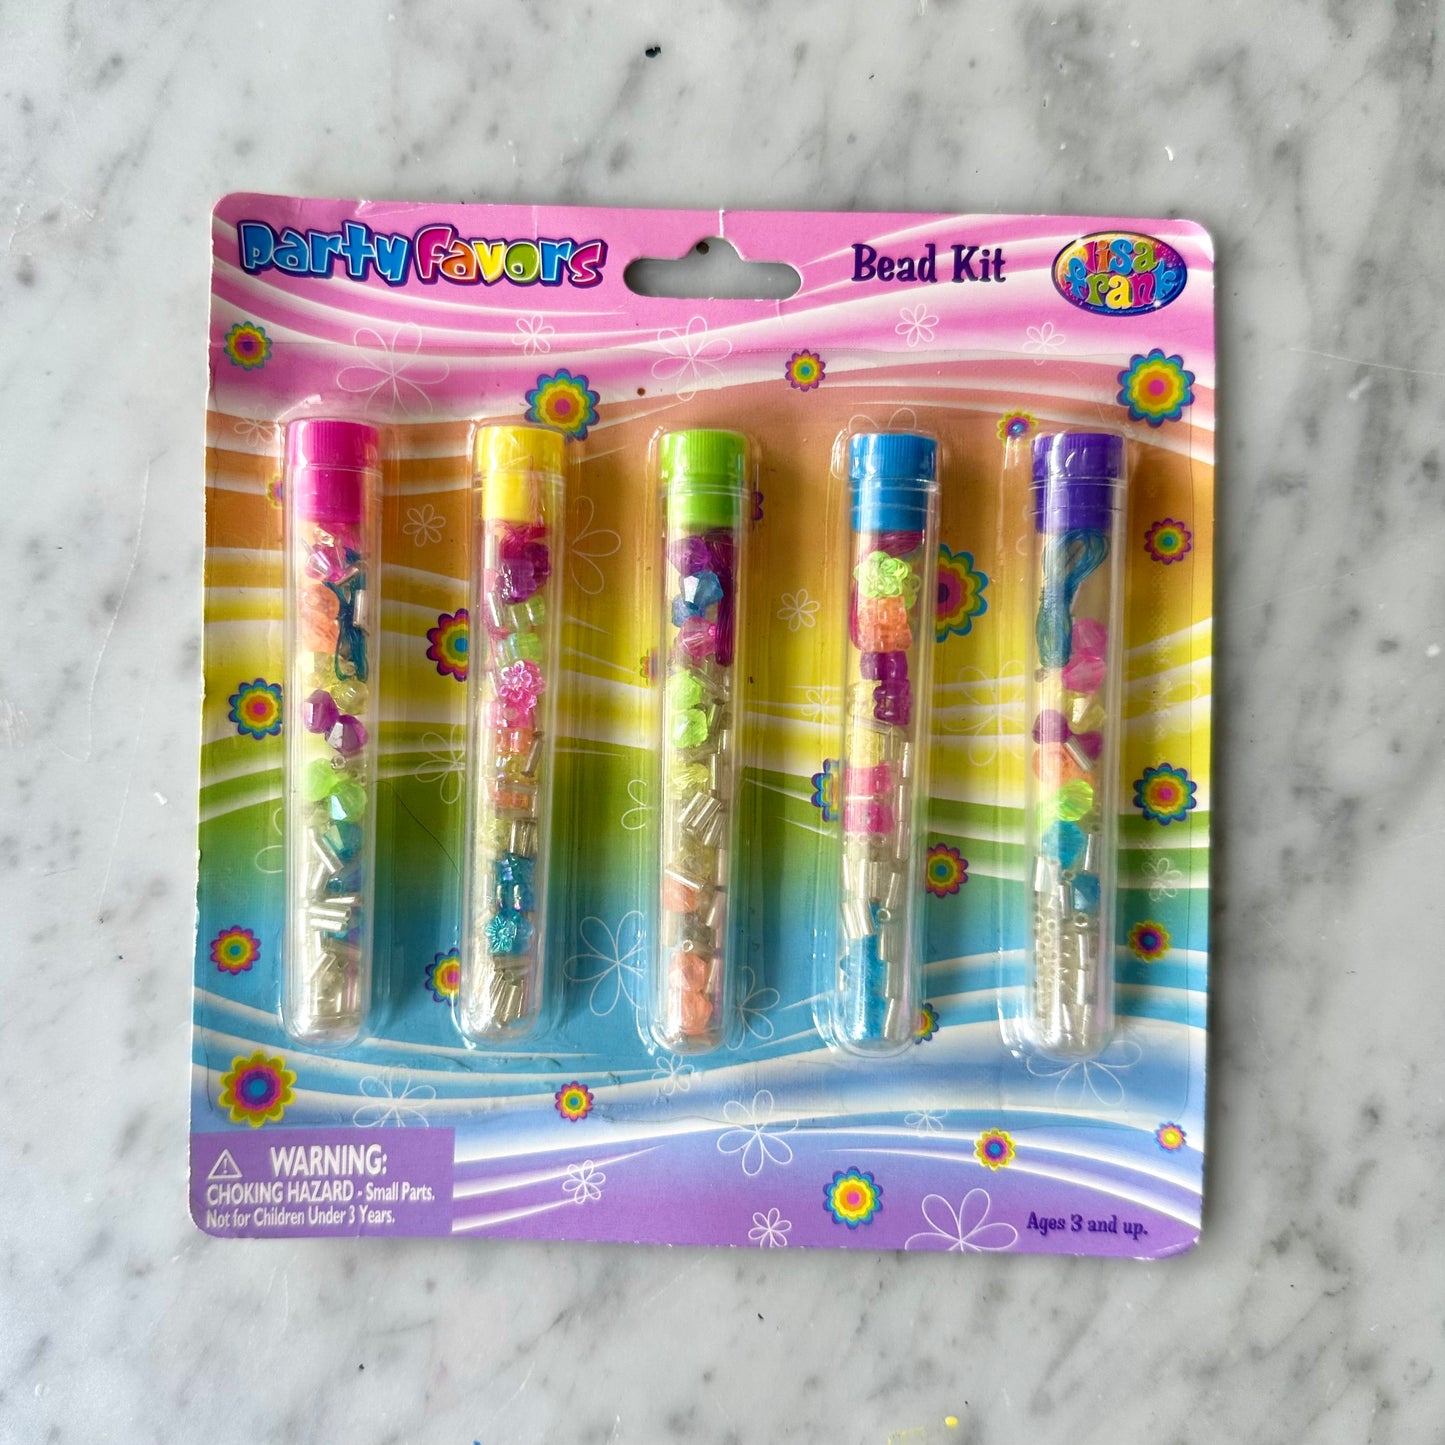 Party Favors
Bead Kit
lisa
frank
WARNING:
CHOKING HAZARD - Small Parts.
Not for Children Under 3 Years.
Ages 3 and up.